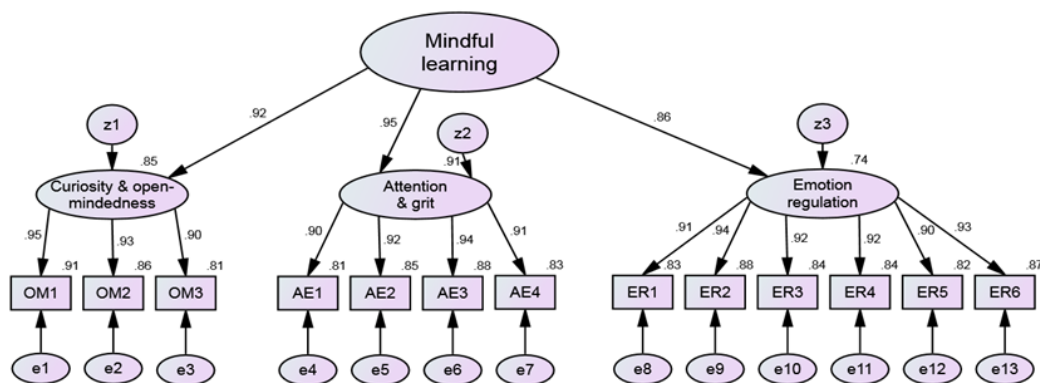 Mindful
learning
.92
.95
.86
z1
z2
z3
.85
.91
.74
Curiosity & open-
mindedness
Attention
& grit
Emotion
regulation
.95
.93
.90
.90
.92
.94
.91
.91
.94
.92
.92
.90
.93
.91
.86
.81
.81
.85
.88
.83
.83
.88
.84
.84
.82
.87
OM1
OM2
OM3
AE1
AE2
AE3
AE4
ER1
ER2
ER3
ER4
ER5
ER6
e1
e2
e3
e4
e5
e6
e7
e8
e9
e10
e11
e12
e13